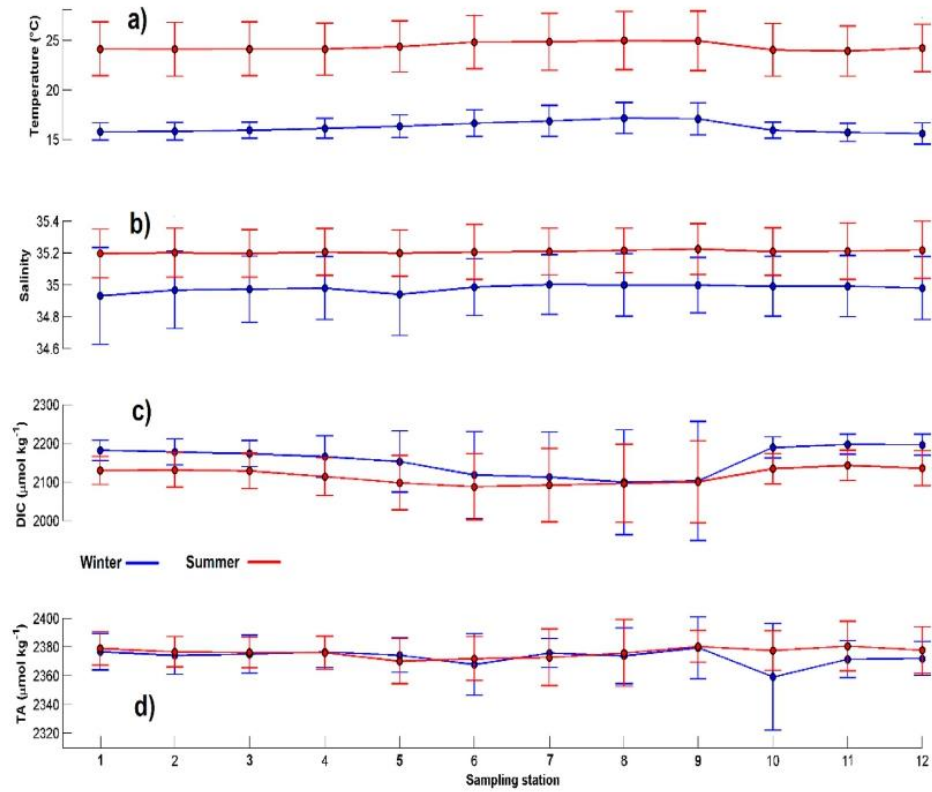 a)
Temperature (°C)
25
20
15
b)
Salinity
35.4
35.2
35
34.8
34.6
c)
DIC (µmol kg⁻¹)
2300
2200
2100
2000
Winter
Summer
TA (µmol kg⁻¹)
2400
2380
2360
2340
2320
d)
1 2 3 4 5 6 7 8 9 10 11 12
Sampling station